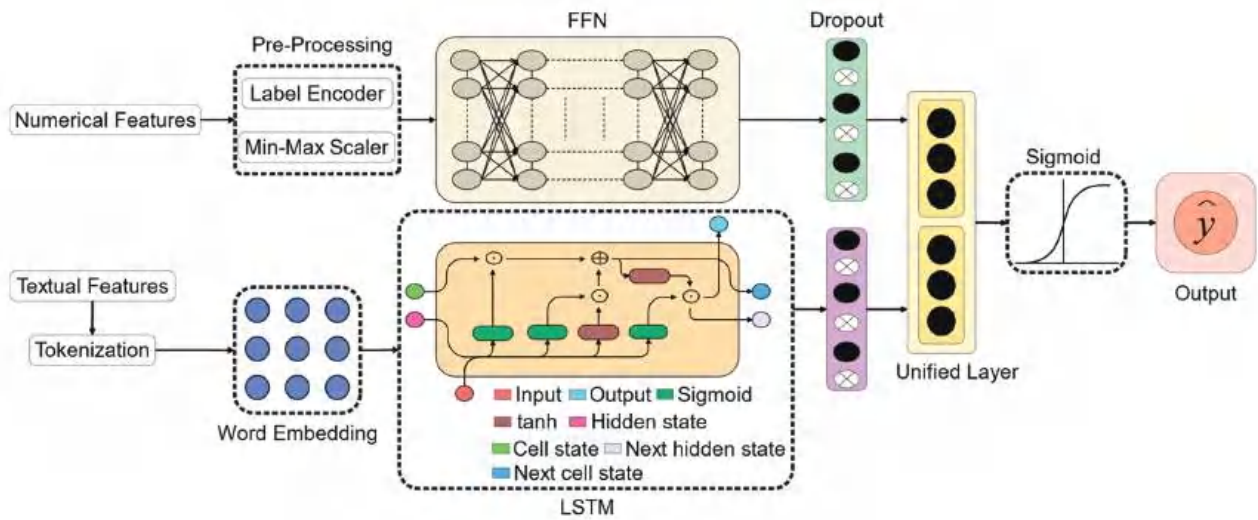 FFN
Dropout
Pre-Processing
Label Encoder
Numerical Features
Min-Max Scaler
Sigmoid
ŷ
Output
Textual Features
Tokenization
Word Embedding
Unified Layer
Input Output Sigmoid
tanh Hidden state
Cell state Next hidden state
Next cell state
LSTM